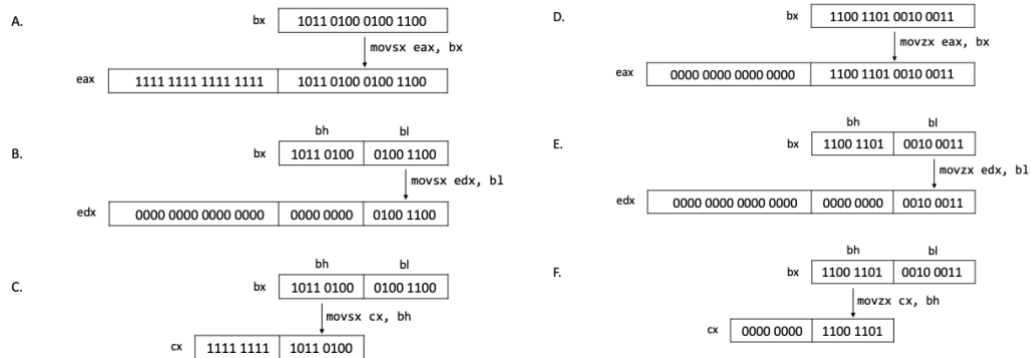 A.
bx 1011 0100 0100 1100
movsx eax, bx
eax 1111 1111 1111 1111 1011 0100 0100 1100
B.
bh bl
bx 1011 0100 0100 1100
movsx edx, bl
edx 0000 0000 0000 0000 0000 0000 0100 1100
C.
bh bl
bx 1011 0100 0100 1100
movsx cx, bh
cx 1111 1111 1011 0100
D.
bx 1100 1101 0010 0011
movzx eax, bx
eax 0000 0000 0000 0000 1100 1101 0010 0011
E.
bh bl
bx 1100 1101 0010 0011
movzx edx, bl
edx 0000 0000 0000 0000 0000 0000 0010 0011
F.
bh bl
bx 1100 1101 0010 0011
movzx cx, bh
cx 0000 0000 1100 1101